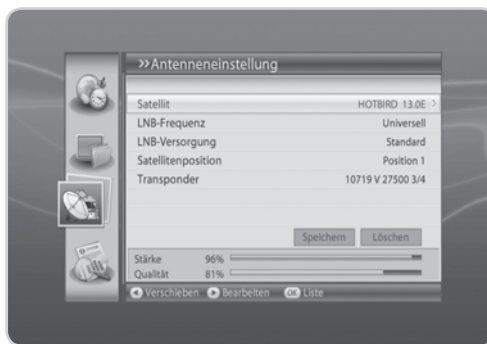 >>Antenneneinstellung
Satellit HOTBIRD 13.0E >
LNB-Frequenz Universell
LNB-Versorgung Standard
Satellitenposition Position 1
Transponder 10719 V 27500 3/4
Speichern Löschen
Stärke 96%
Qualität 81%
Verschieben Bearbeiten OK Liste